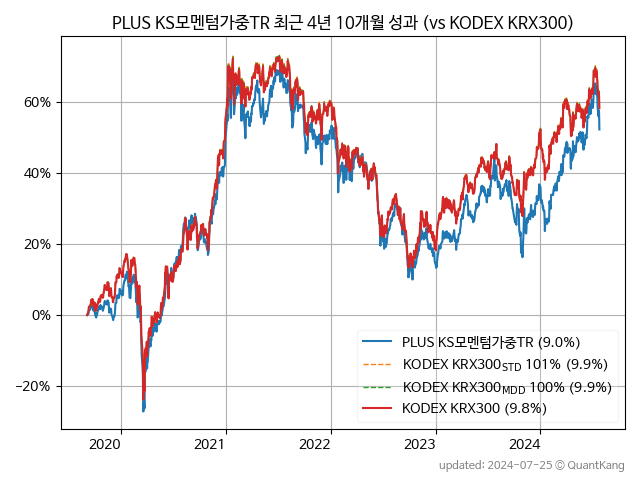 PLUS KS모멘텀가중TR 최근 4년 10개월 성과 (vs KODEX KRX300)
60%
40%
20%
0%
−20%
PLUS KS모멘텀가중TR (9.0%)
KODEX KRX300STD 101% (9.9%)
KODEX KRX300MDD 100% (9.9%)
KODEX KRX300 (9.8%)
2020 2021 2022 2023 2024
updated: 2024-07-25 © QuantKang